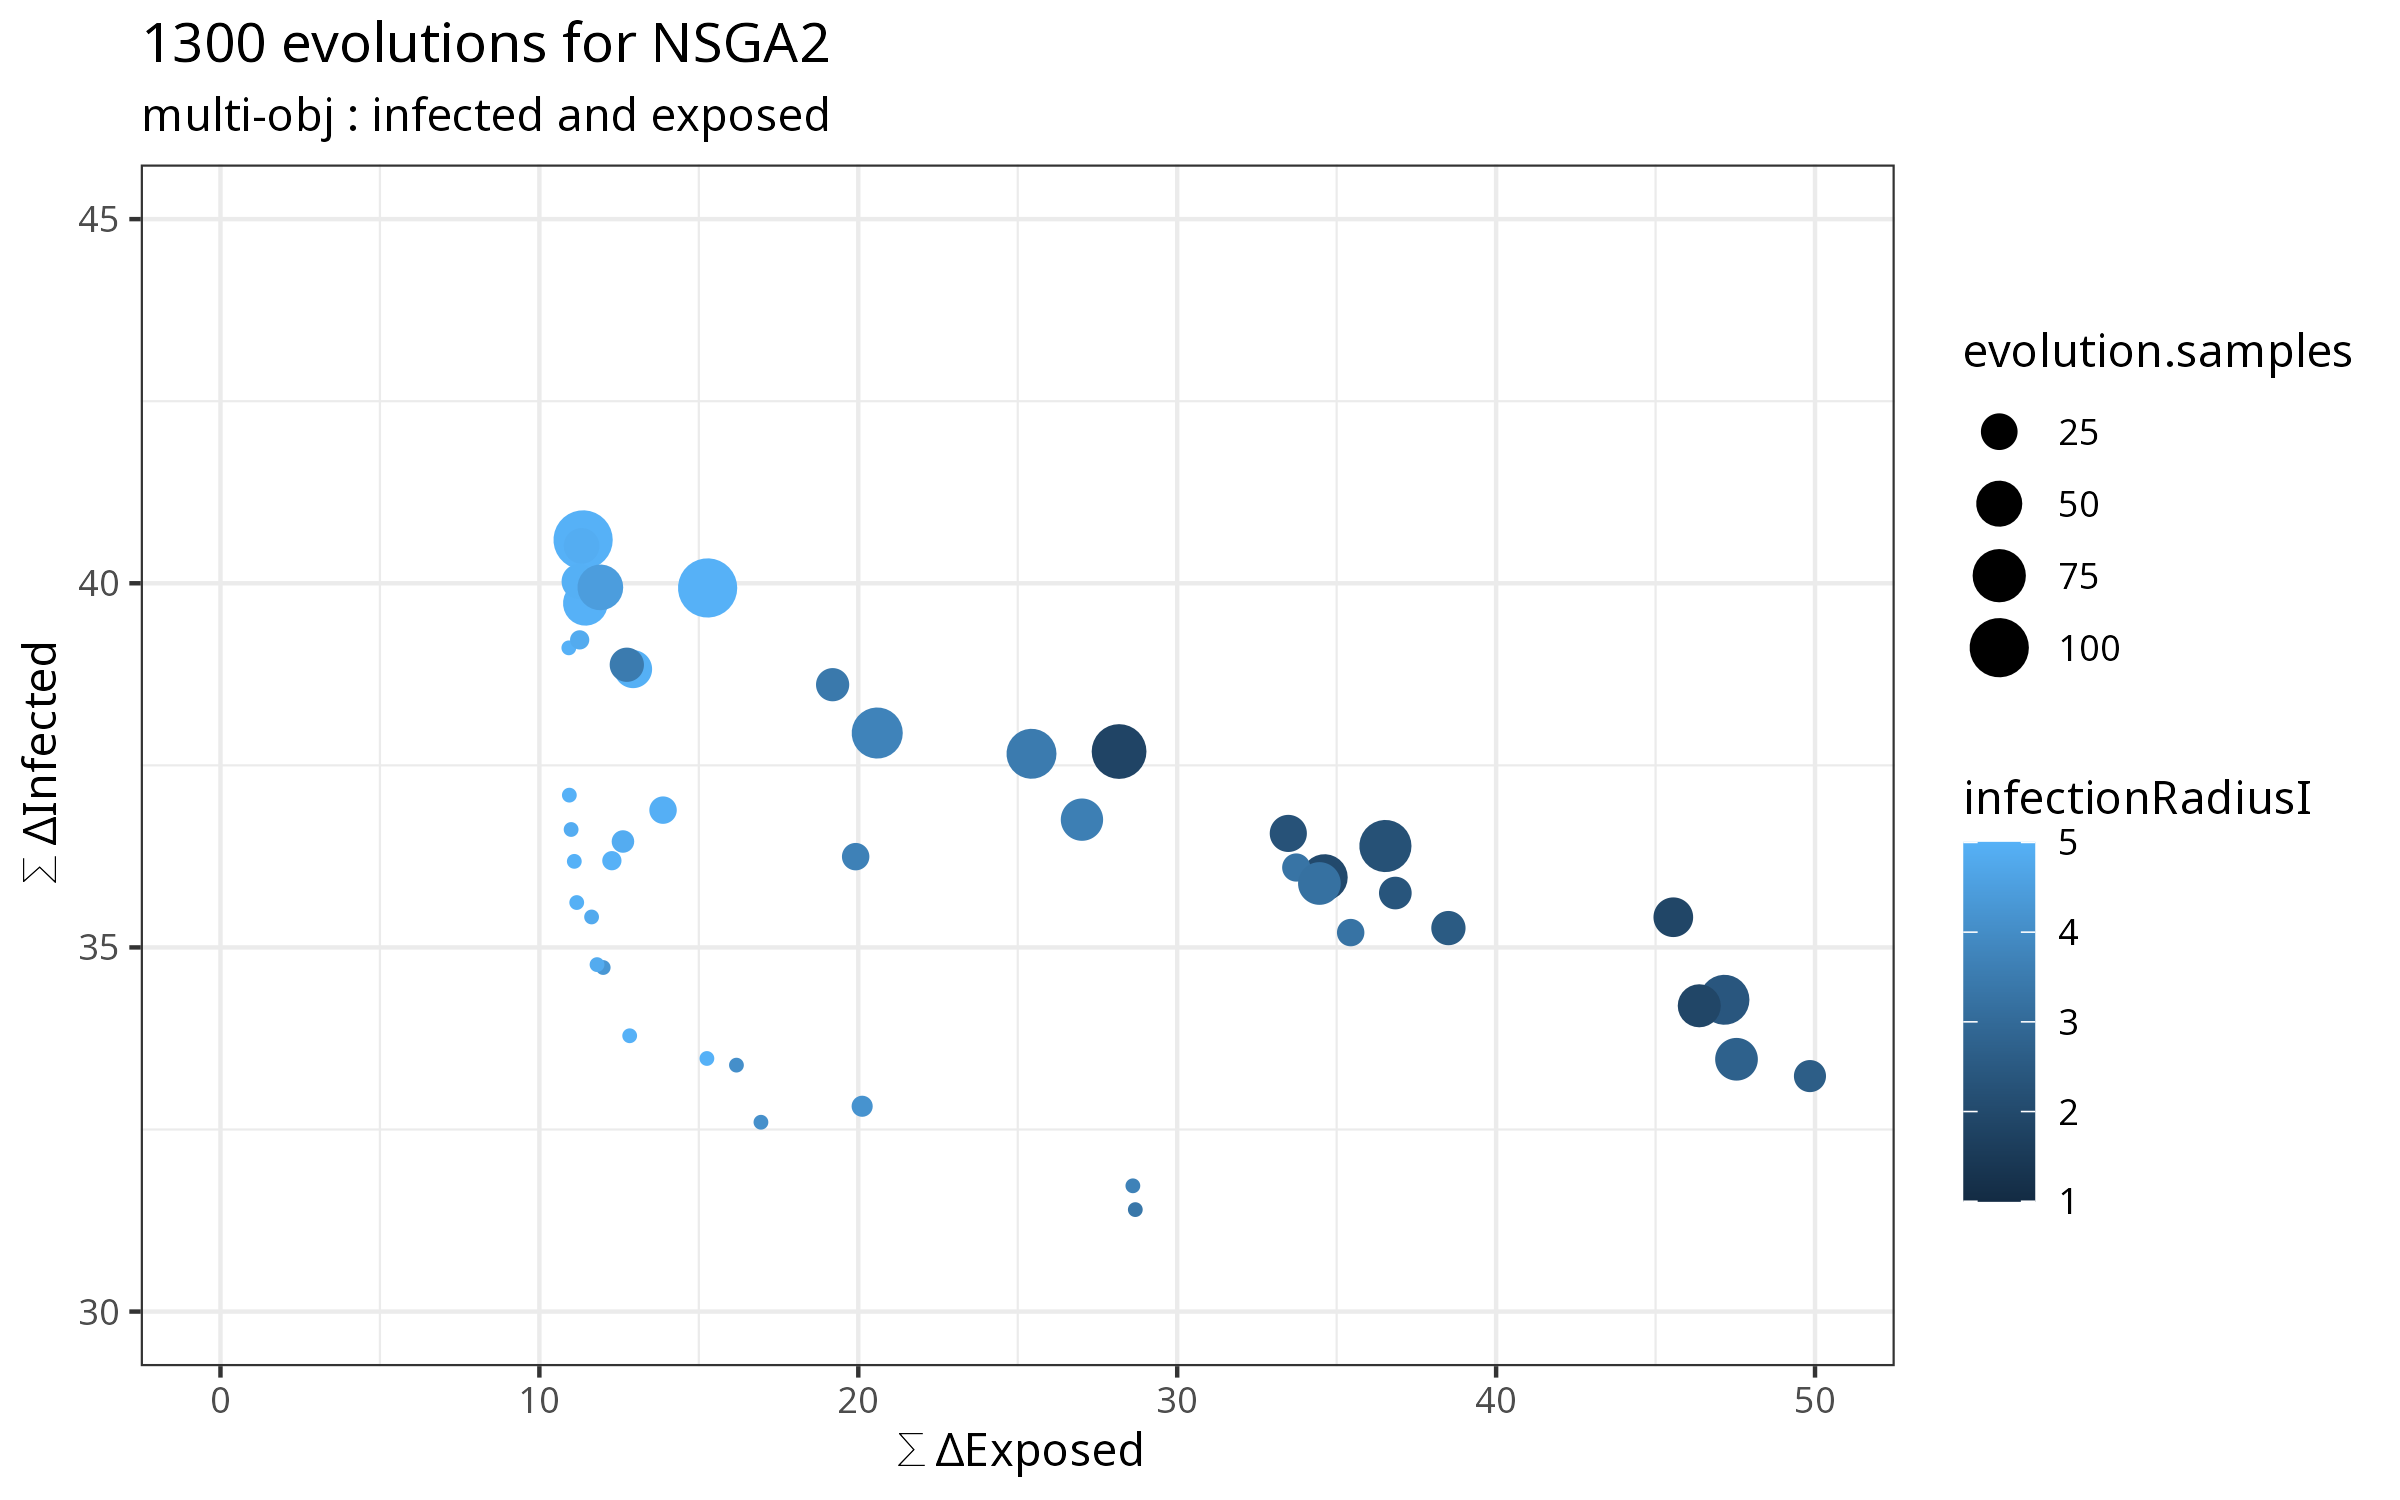 1300 evolutions for NSGA2
multi-obj : infected and exposed
45
40
35
30
∑ ΔInfected
0 10 20 30 40 50
∑ ΔExposed
evolution.samples
25
50
75
100
infectionRadiusI
5
4
3
2
1